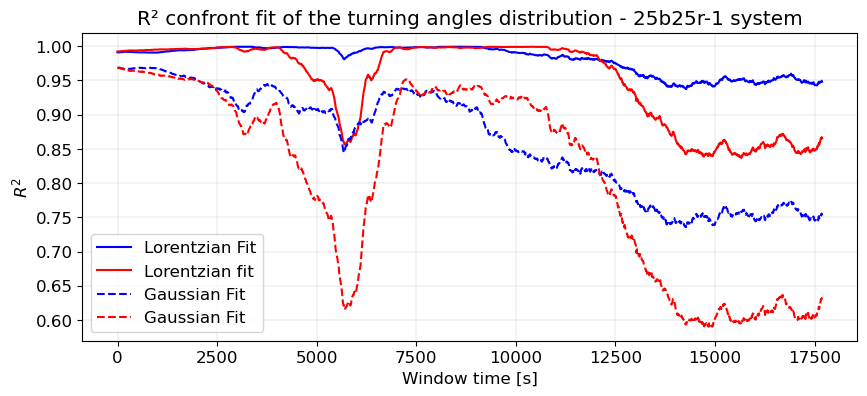 R² confront fit of the turning angles distribution - 25b25r-1 system
1.00
0.95
0.90
0.85
0.80
0.75
0.70
0.65
0.60
R²
Lorentzian Fit
Lorentzian fit
Gaussian Fit
Gaussian Fit
0 2500 5000 7500 10000 12500 15000 17500
Window time [s]